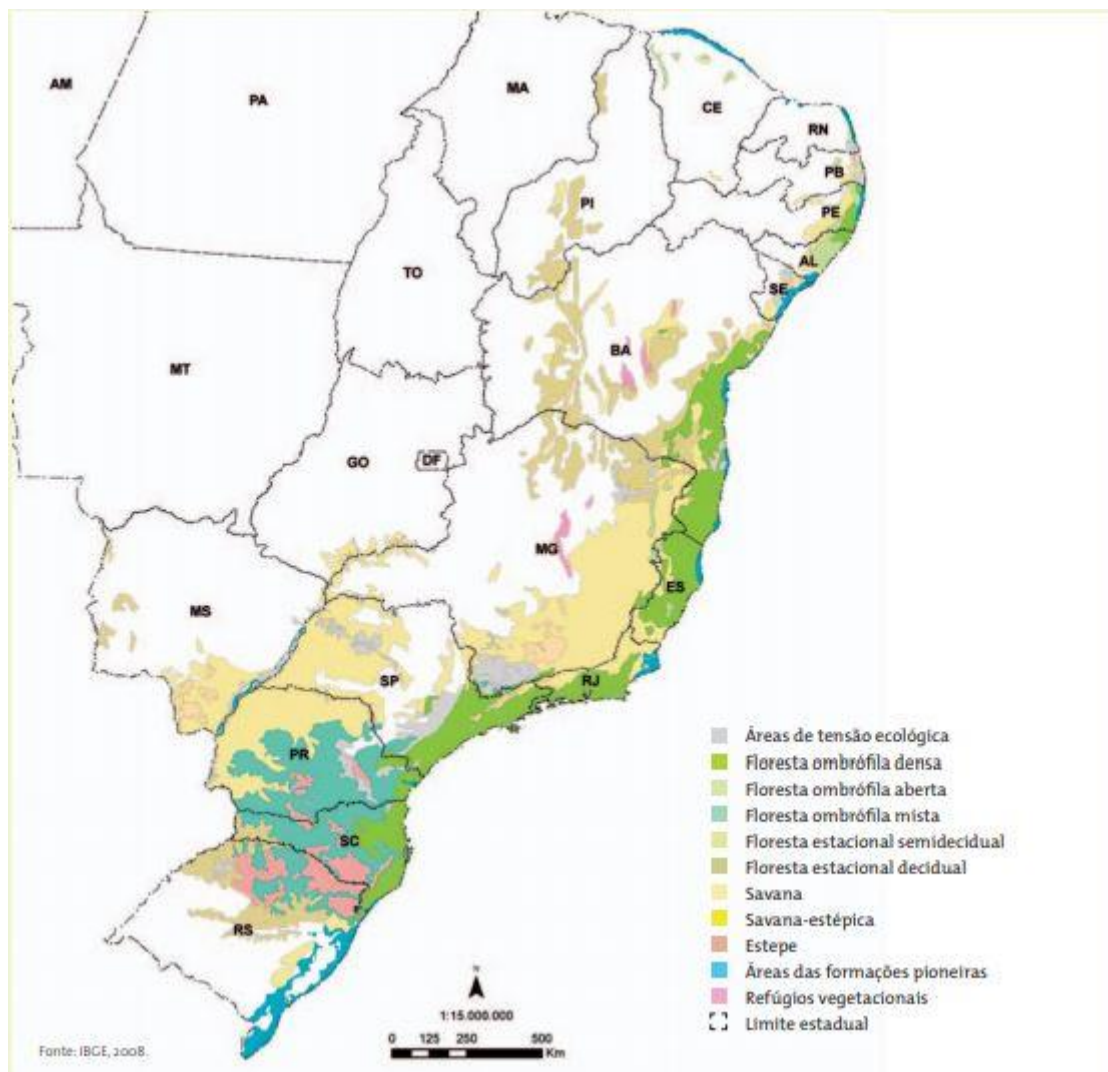 AM
PA
MA
CE
RN
PB
PE
PI
AL
SE
TO
BA
MT
GO
DF
MG
ES
MS
SP
RJ
PR
SC
RS
Áreas de tensão ecológica
Floresta ombrófila densa
Floresta ombrófila aberta
Floresta ombrófila mista
Floresta estacional semidecidual
Floresta estacional decidual
Savana
Savana-estépica
Estepe
Áreas das formações pioneiras
Refúgios vegetacionais
Limite estadual
N
1:15.000.000
0 125 250 500
Km
Fonte: IBGE, 2008.